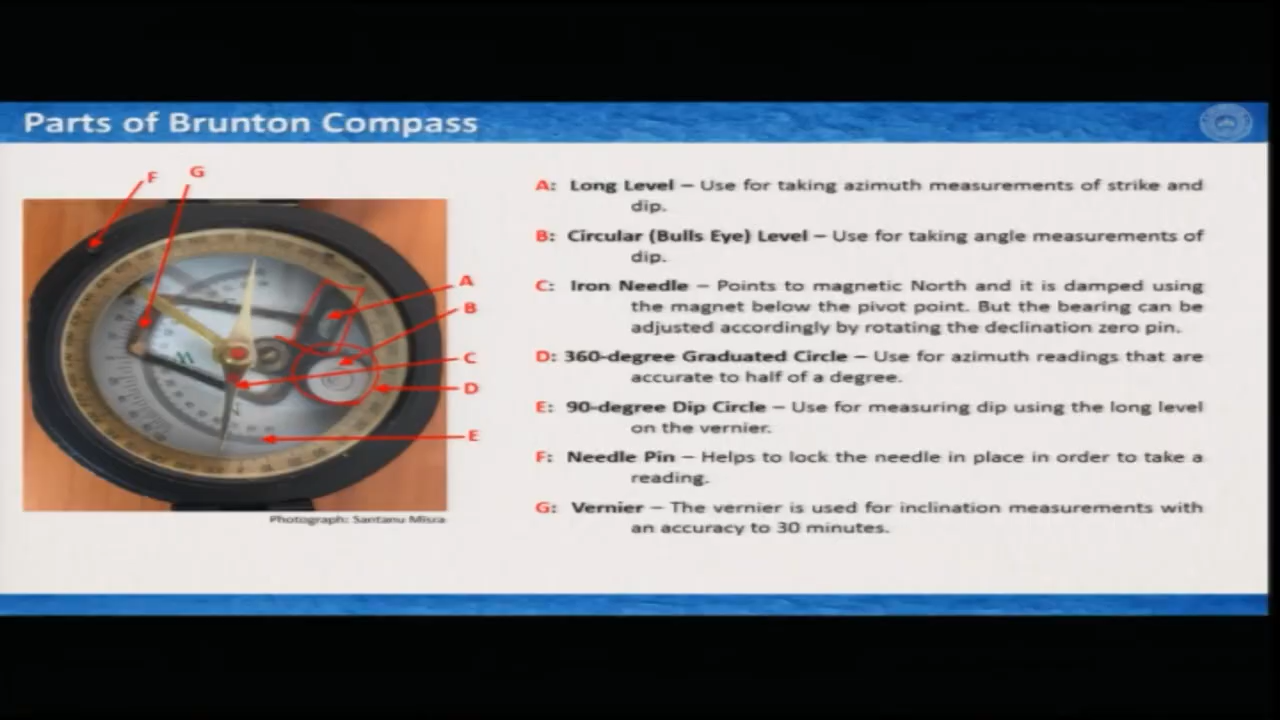 Parts of Brunton Compass
F
G
A
B
C
D
E
Photograph: Santanu Misra
A: Long Level – Use for taking azimuth measurements of strike and
dip.
B: Circular (Bulls Eye) Level – Use for taking angle measurements of
dip.
C: Iron Needle – Points to magnetic North and it is damped using
the magnet below the pivot point. But the bearing can be
adjusted accordingly by rotating the declination zero pin.
D: 360-degree Graduated Circle – Use for azimuth readings that are
accurate to half of a degree.
E: 90-degree Dip Circle – Use for measuring dip using the long level
on the vernier.
F: Needle Pin – Helps to lock the needle in place in order to take a
reading.
G: Vernier – The vernier is used for inclination measurements with
an accuracy to 30 minutes.